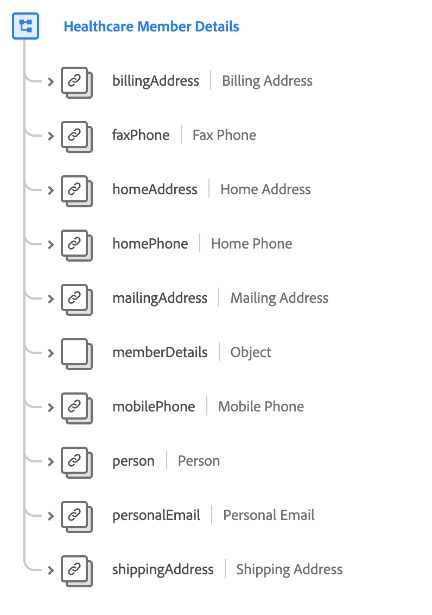 Healthcare Member Details
billingAddress | Billing Address
faxPhone | Fax Phone
homeAddress | Home Address
homePhone | Home Phone
mailingAddress | Mailing Address
memberDetails | Object
mobilePhone | Mobile Phone
person | Person
personalEmail | Personal Email
shippingAddress | Shipping Address